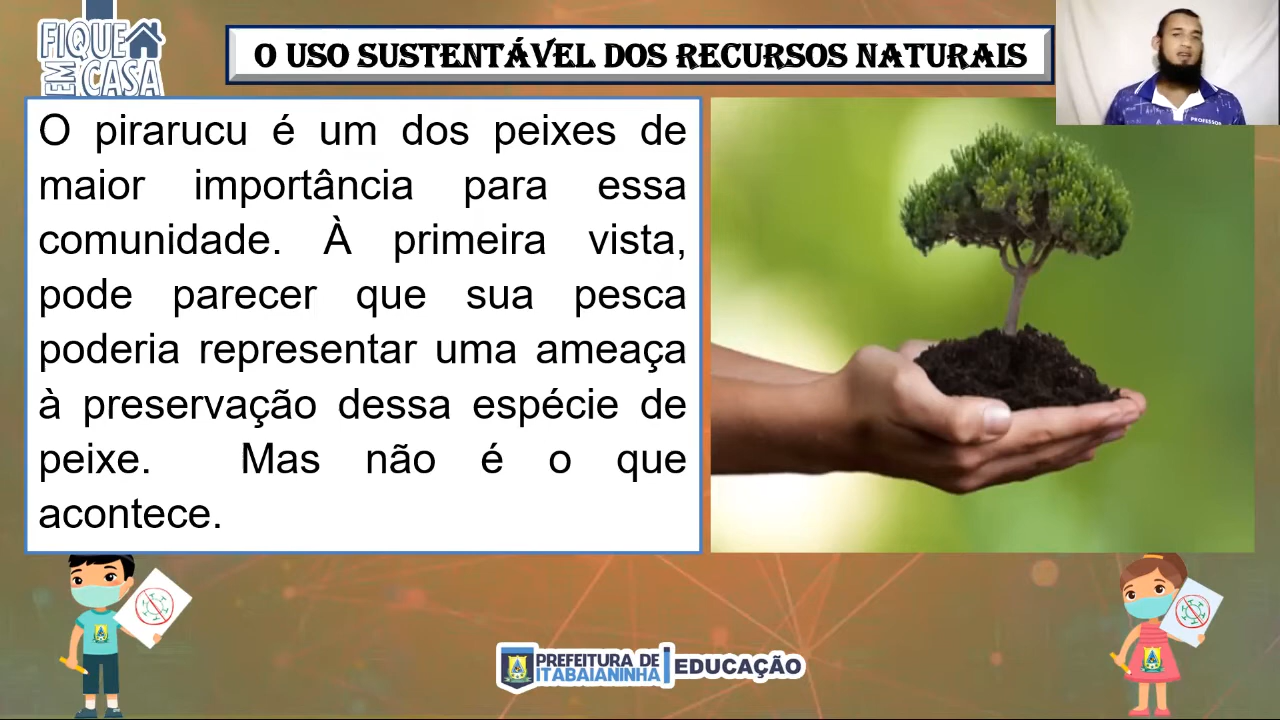 FIQUE
EM
CASA
O USO SUSTENTÁVEL DOS RECURSOS NATURAIS
PROFESSOR
O pirarucu é um dos peixes de
maior importância para essa
comunidade. À primeira vista,
pode parecer que sua pesca
poderia representar uma ameaça
à preservação dessa espécie de
peixe. Mas não é o que
acontece.
PREFEITURA DE
ITABAIANINHA
EDUCAÇÃO